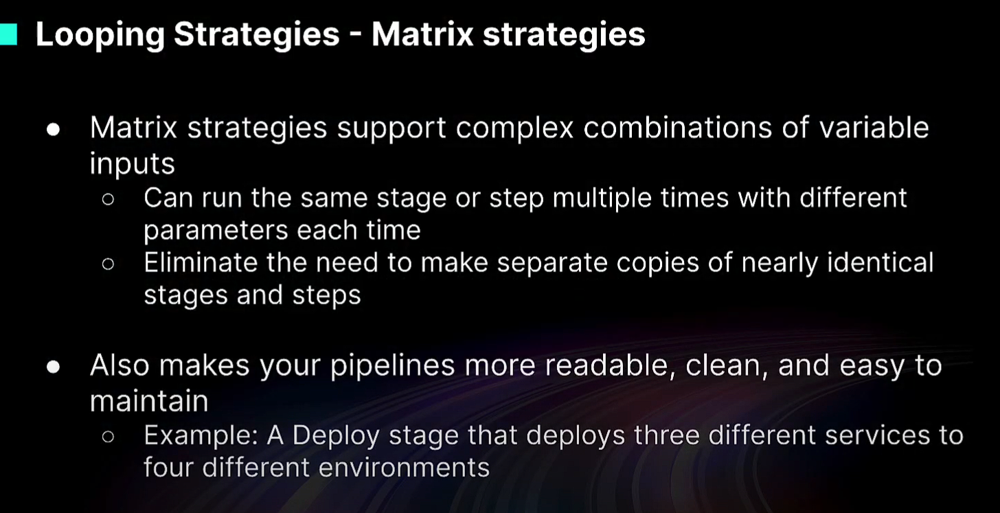 Looping Strategies - Matrix strategies
● Matrix strategies support complex combinations of variable
inputs
○ Can run the same stage or step multiple times with different
parameters each time
○ Eliminate the need to make separate copies of nearly identical
stages and steps
● Also makes your pipelines more readable, clean, and easy to
maintain
○ Example: A Deploy stage that deploys three different services to
four different environments